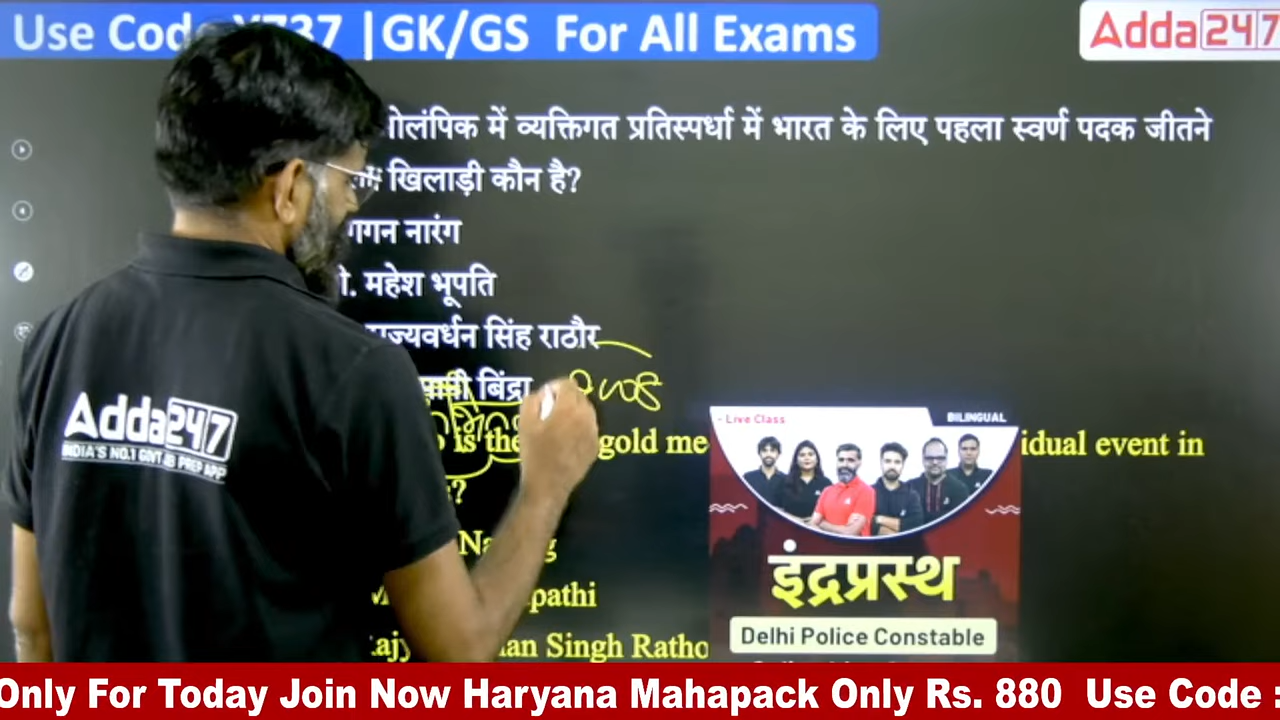 Use Code Y737 |GK/GS For All Exams
Adda247
ओलंपिक में व्यक्तिगत प्रतिस्पर्धा में भारत के लिए पहला स्वर्ण पदक जीतने
खिलाड़ी कौन है?
गगन नारंग
महेश भूपति
राज्यवर्धन सिंह राठौर
बिंद्रा 2008
is the gold me
idual event in
?
Singh Ratho
Adda247
INDIA'S NO.1 GOVT JOB PREP APP
Live Class
BILINGUAL
इंद्रप्रस्थ
Delhi Police Constable
Only For Today Join Now Haryana Mahapack Only Rs. 880 Use Code :